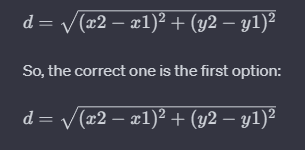 d = √(x2 – x1)² + (y2 – y1)²
So, the correct one is the first option:
d = √(x2 – x1)² + (y2 – y1)²